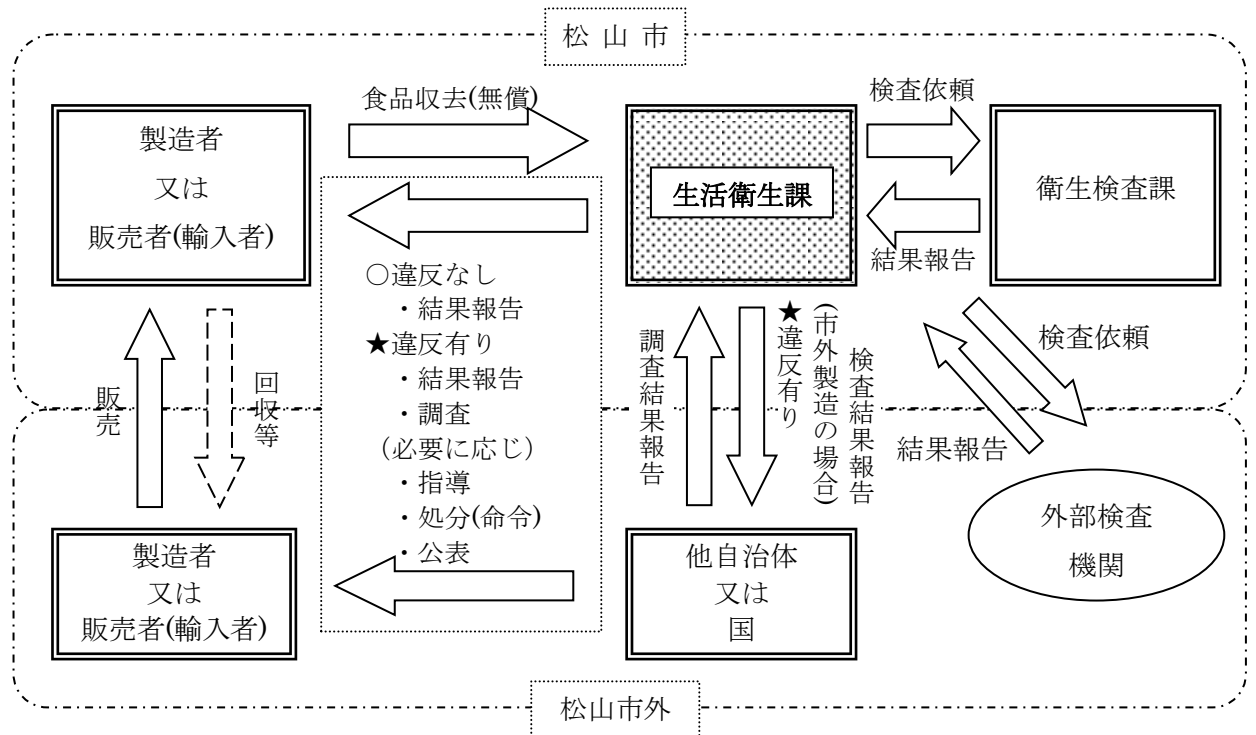 松 山 市
製造者
又は
販売者(輸入者)
食品収去(無償)
生活衛生課
検査依頼
結果報告
衛生検査課
○違反なし
・結果報告
★違反有り
・結果報告
・調査
（必要に応じ）
・指導
・処分(命令)
・公表
販売
回収等
調査結果報告
★違反有り
(市外製造の場合)
検査結果報告
検査依頼
結果報告
製造者
又は
販売者(輸入者)
他自治体
又は
国
外部検査
機関
松山市外